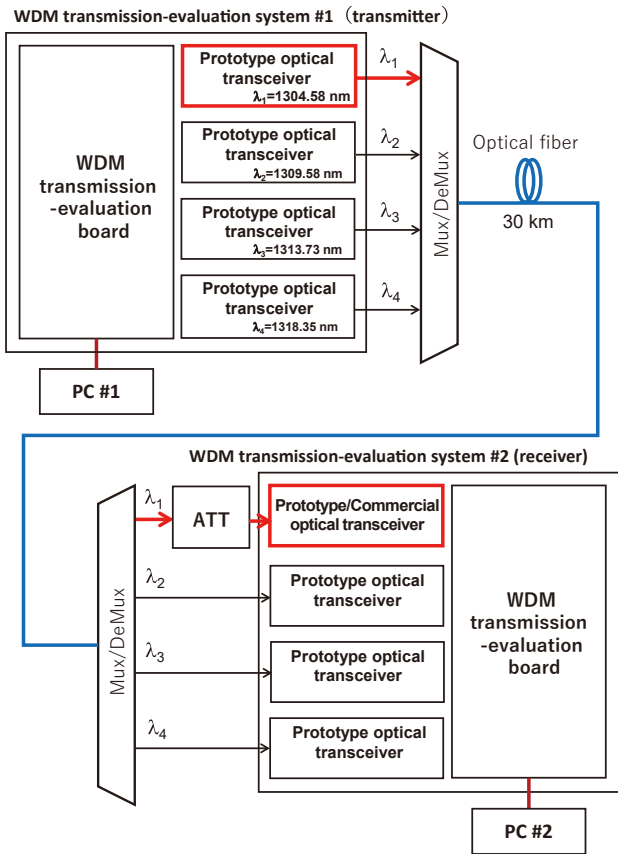 WDM transmission-evaluation system #1 （transmitter）
Prototype optical
transceiver
λ₁=1304.58 nm
λ₁
Prototype optical
transceiver
λ₂=1309.58 nm
λ₂
WDM
transmission
-evaluation
board
Prototype optical
transceiver
λ₃=1313.73 nm
λ₃
Prototype optical
transceiver
λ₄=1318.35 nm
λ₄
Mux/DeMux
Optical fiber
30 km
PC #1
WDM transmission-evaluation system #2 (receiver)
λ₁
ATT
Prototype/Commercial
optical transceiver
λ₂
Prototype optical
transceiver
Mux/DeMux
λ₃
Prototype optical
transceiver
λ₄
Prototype optical
transceiver
WDM
transmission
-evaluation
board
PC #2